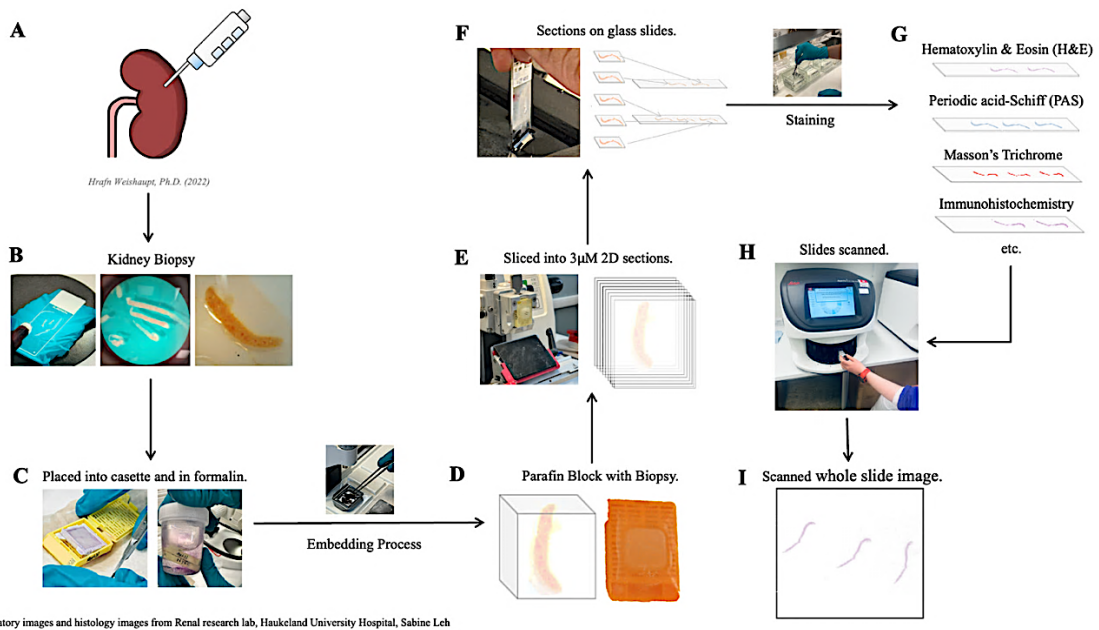 A
Hrafn Weishaupt, Ph.D. (2022)
B
Kidney Biopsy
C
Placed into casette and in formalin.
Embedding Process
D
Parafin Block with Biopsy.
E
Sliced into 3μM 2D sections.
F
Sections on glass slides.
Staining
G
Hematoxylin & Eosin (H&E)
Periodic acid-Schiff (PAS)
Masson's Trichrome
Immunohistochemistry
etc.
H
Slides scanned.
I
Scanned whole slide image.
images and histology images from Renal research lab, Haukeland University Hospital, Sabine Leh